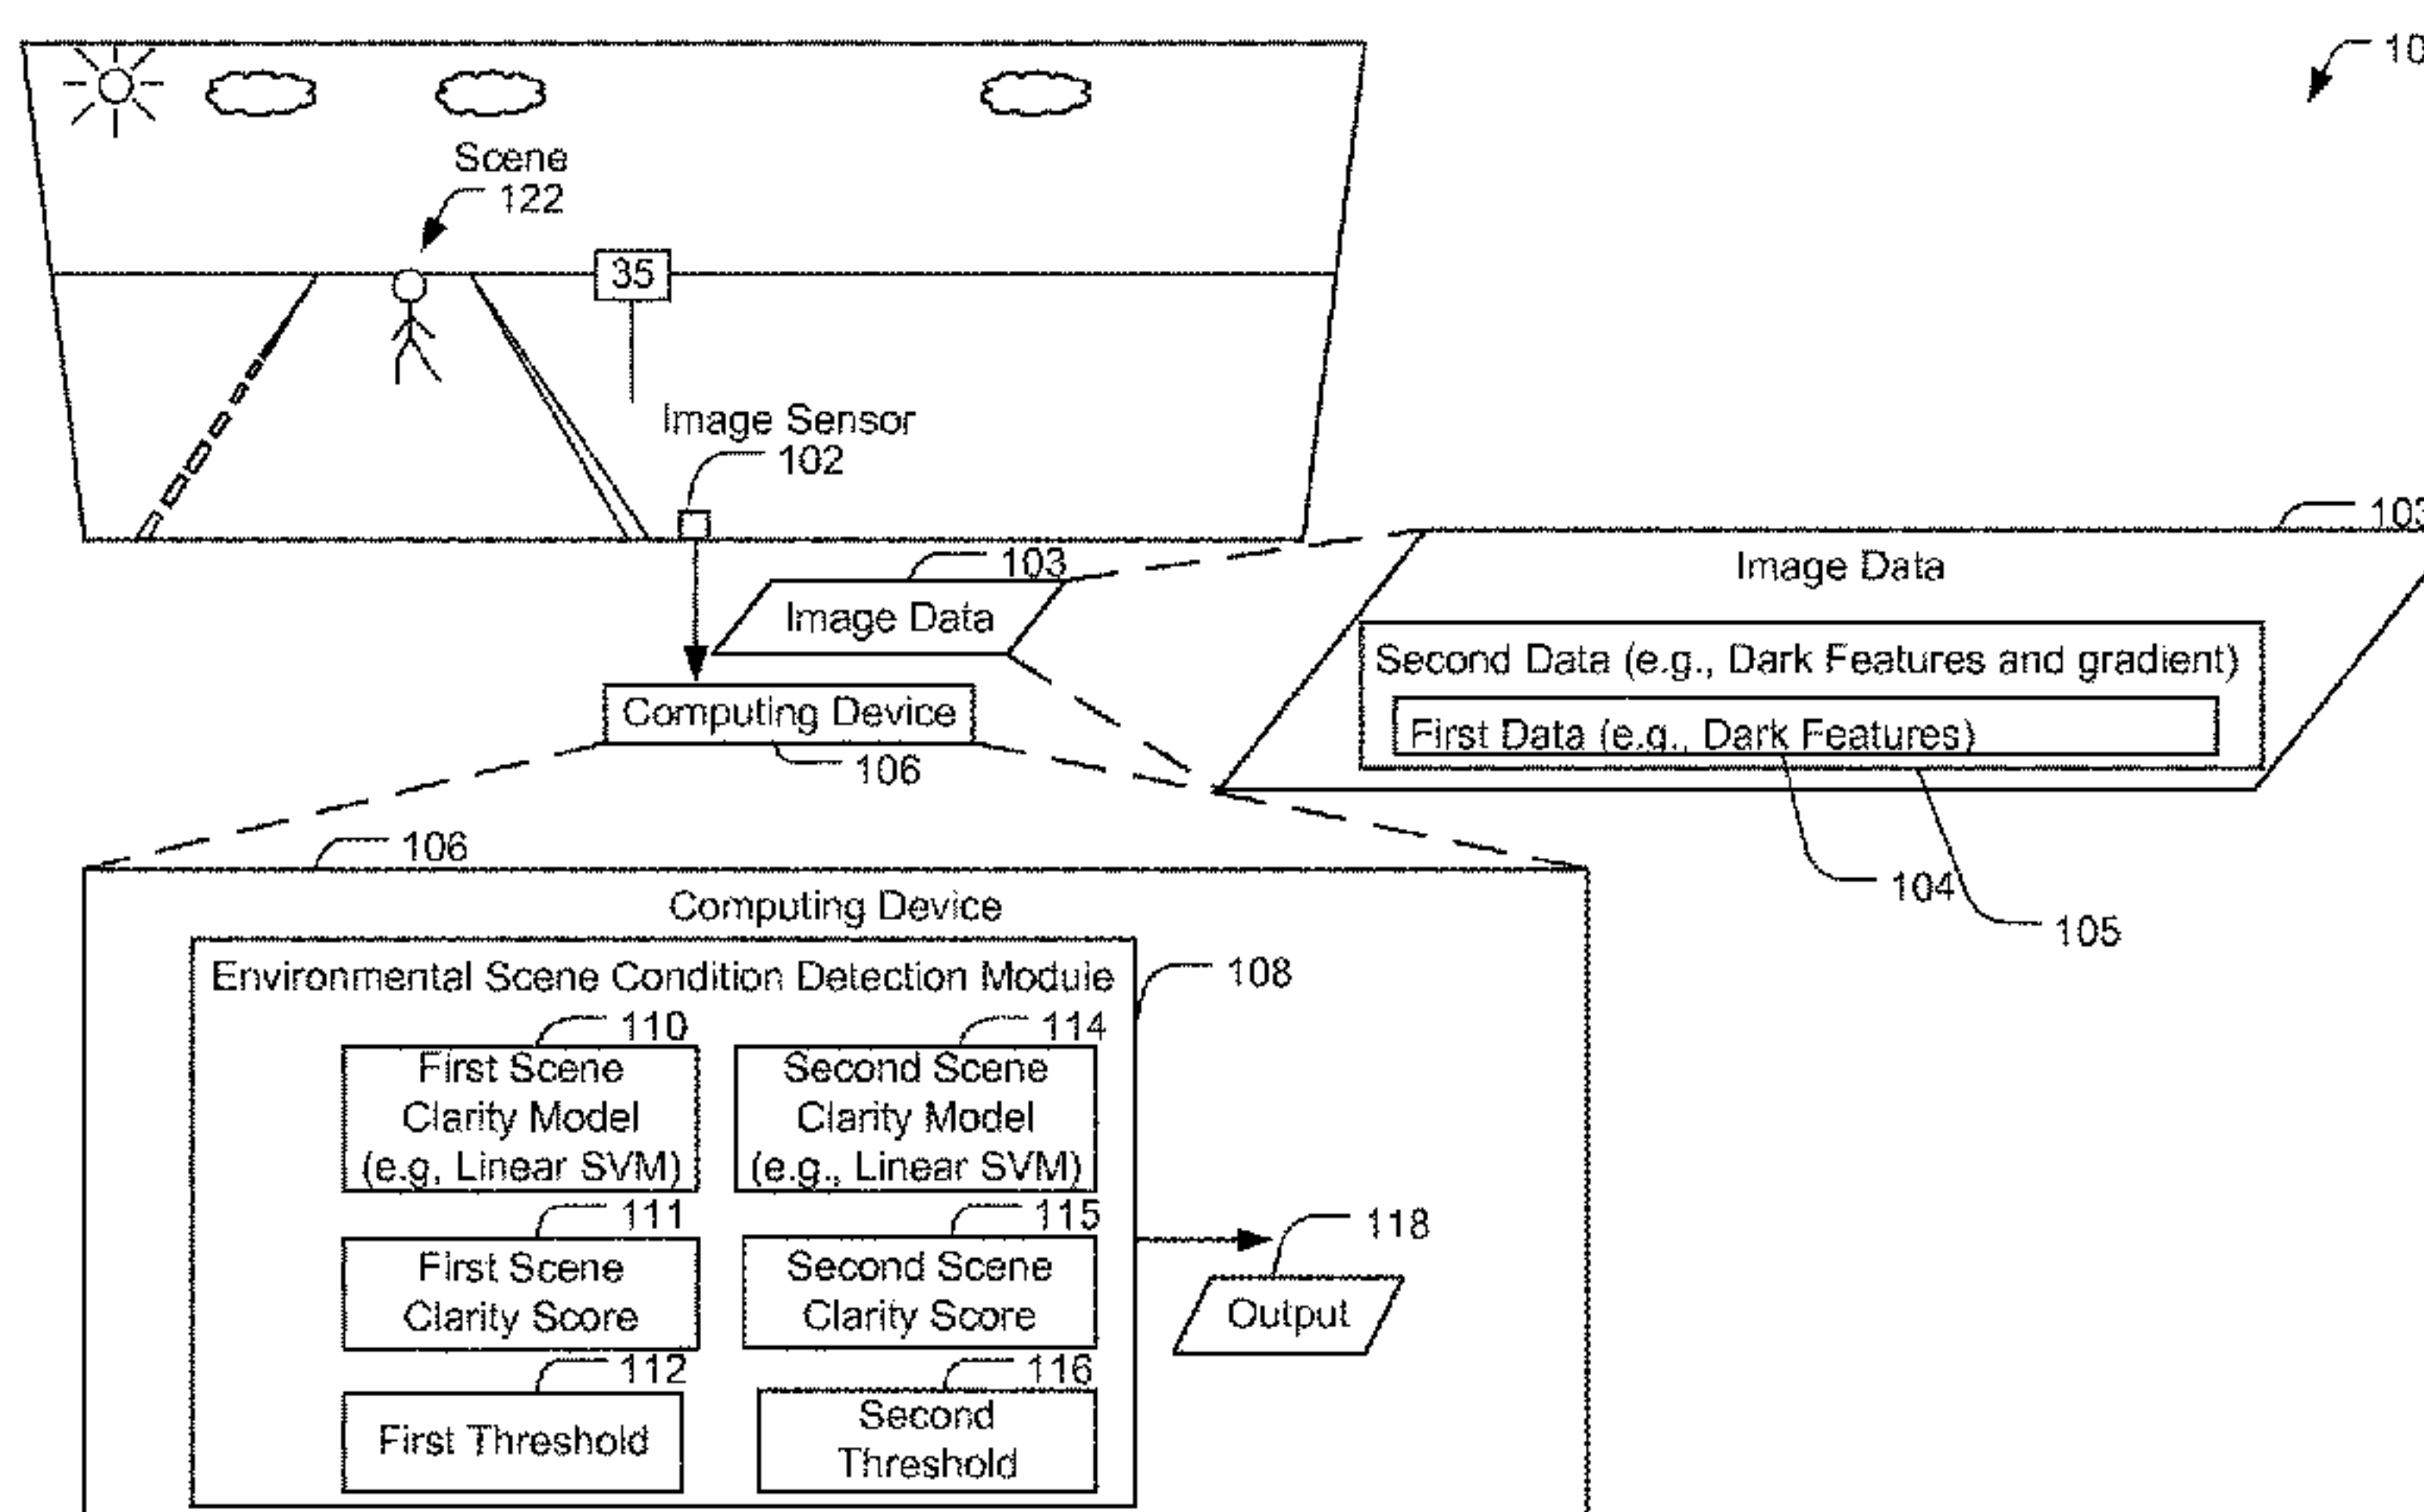 Scene
122
35
Image Sensor
102
103
Image Data
Computing Device
106
103
Image Data
Second Data (e.g., Dark Features and gradient)
First Data (e.g., Dark Features)
104
105
106
Computing Device
Environmental Scene Condition Detection Module
108
110
First Scene
Clarity Model
(e.g, Linear SVM)
114
Second Scene
Clarity Model
(e.g., Linear SVM)
111
First Scene
Clarity Score
115
Second Scene
Clarity Score
112
First Threshold
116
Second
Threshold
118
Output